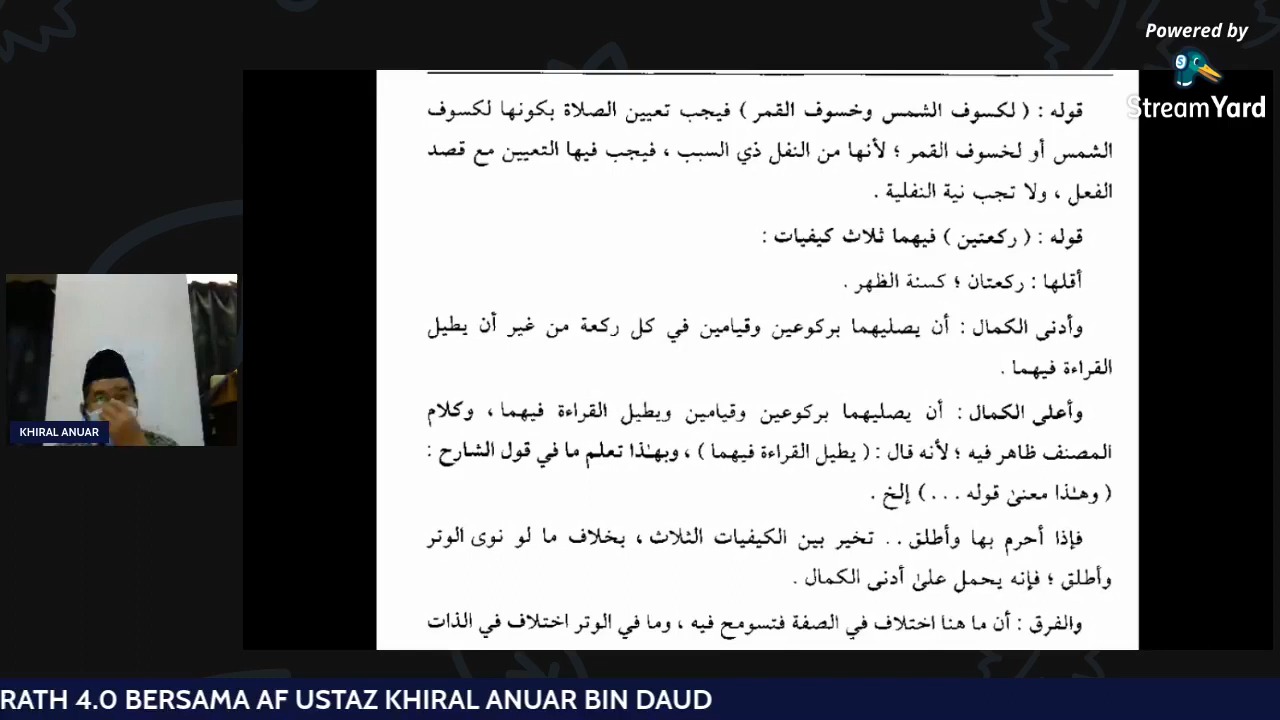 Powered by
StreamYard
قوله : ( لكسوف الشمس وخسوف القمر ) فيجب تعيين الصلاة بكونها لكسوف
الشمس أو لخسوف القمر ؛ لأنها من النفل ذي السبب ، فيجب فيها التعيين مع قصد
الفعل ، ولا تجب نية النفلية .
قوله : ( ركعتين ) فيهما ثلاث كيفيات :
أقلها : ركعتان ؛ كسنة الظهر .
وأدنى الكمال : أن يصليهما بركوعين وقيامين في كل ركعة من غير أن يطيل
القراءة فيهما .
وأعلى الكمال : أن يصليهما بركوعين وقيامين ويطيل القراءة فيهما ، وكلام
المصنف ظاهر فيه ؛ لأنه قال : ( يطيل القراءة فيهما ) ، وبهـٰذا تعلم ما في قول الشارح :
( وهـٰذا معنىٰ قوله . . . ) إلخ .
فإذا أحرم بها وأطلق . . تخير بين الكيفيات الثلاث ، بخلاف ما لو نوى الوتر
وأطلق ؛ فإنه يحمل علىٰ أدنى الكمال .
والفرق : أن ما هنا اختلاف في الصفة فتسومح فيه ، وما في الوتر اختلاف في الذات
KHIRAL ANUAR
RATH 4.0 BERSAMA AF USTAZ KHIRAL ANUAR BIN DAUD